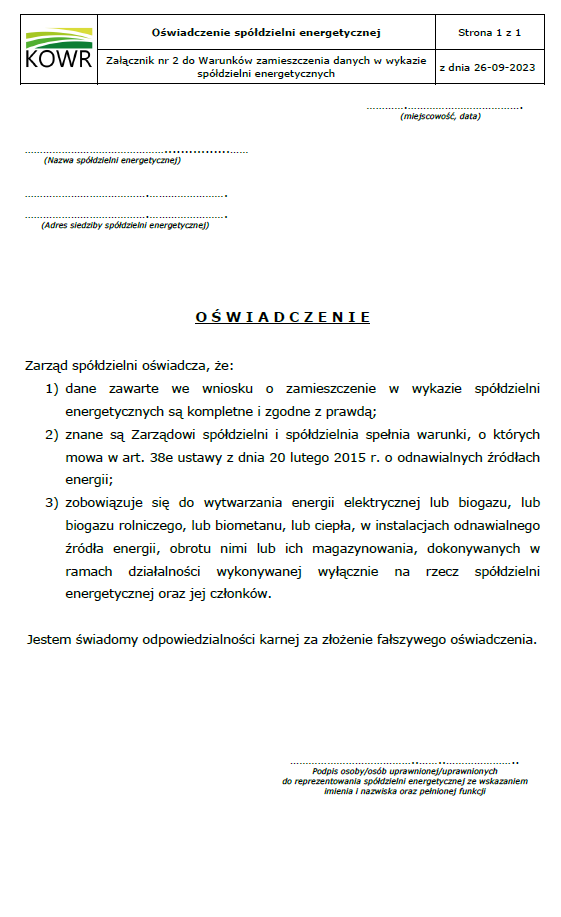 KOWR
Oświadczenie spółdzielni energetycznej
Strona 1 z 1
Załącznik nr 2 do Warunków zamieszczenia danych w wykazie
spółdzielni energetycznych
z dnia 26-09-2023
………….……………………………….
(miejscowość, data)
……………………………………….................……
(Nazwa spółdzielni energetycznej)
………………………………….…………………….
………………………………….…………………….
(Adres siedziby spółdzielni energetycznej)
O Ś W I A D C Z E N I E
Zarząd spółdzielni oświadcza, że:
1) dane zawarte we wniosku o zamieszczenie w wykazie spółdzielni
energetycznych są kompletne i zgodne z prawdą;
2) znane są Zarządowi spółdzielni i spółdzielnia spełnia warunki, o których
mowa w art. 38e ustawy z dnia 20 lutego 2015 r. o odnawialnych źródłach
energii;
3) zobowiązuje się do wytwarzania energii elektrycznej lub biogazu, lub
biogazu rolniczego, lub biometanu, lub ciepła, w instalacjach odnawialnego
źródła energii, obrotu nimi lub ich magazynowania, dokonywanych w
ramach działalności wykonywanej wyłącznie na rzecz spółdzielni
energetycznej oraz jej członków.
Jestem świadomy odpowiedzialności karnej za złożenie fałszywego oświadczenia.
…………………………………..……..…………………..
Podpis osoby/osób uprawnionej/uprawnionych
do reprezentowania spółdzielni energetycznej ze wskazaniem
imienia i nazwiska oraz pełnionej funkcji